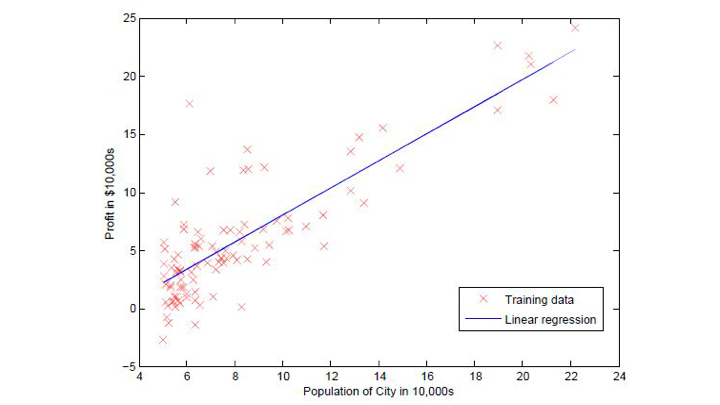 25
20
15
10
5
0
−5
4 6 8 10 12 14 16 18 20 22 24
Profit in $10,000s
Population of City in 10,000s
Training data
Linear regression